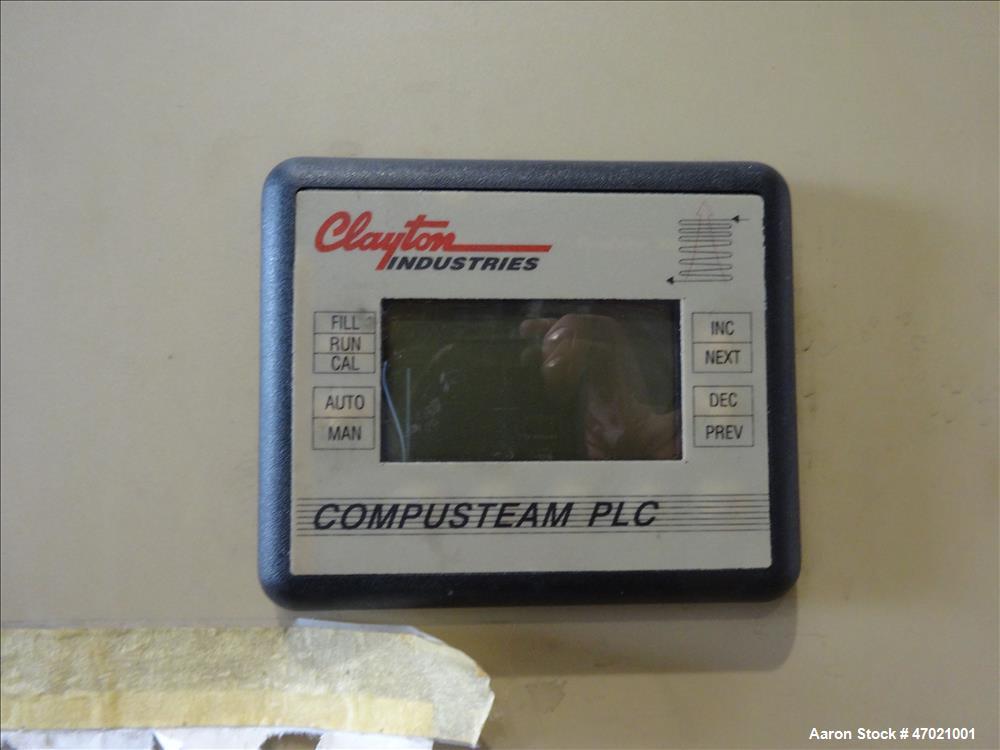 Clayton
INDUSTRIES
FILL
RUN
CAL
AUTO
MAN
INC
NEXT
DEC
PREV
COMPUSTEAM PLC
Aaron Stock # 47021001